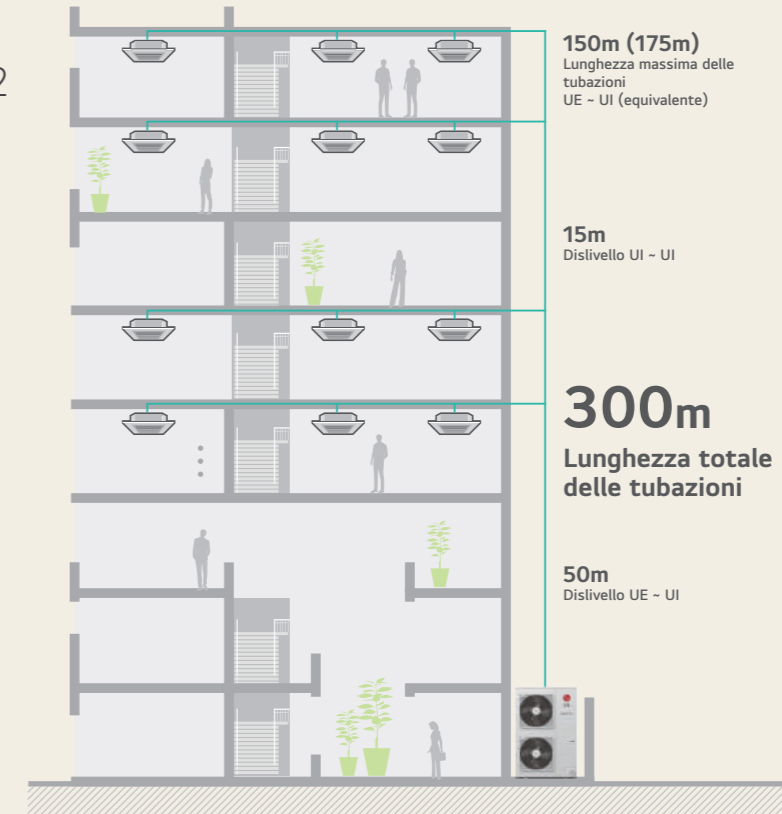 2
150m (175m)
Lunghezza massima delle
tubazioni
UE ~ UI (equivalente)
15m
Dislivello UI ~ UI
300m
Lunghezza totale
delle tubazioni
50m
Dislivello UE ~ UI